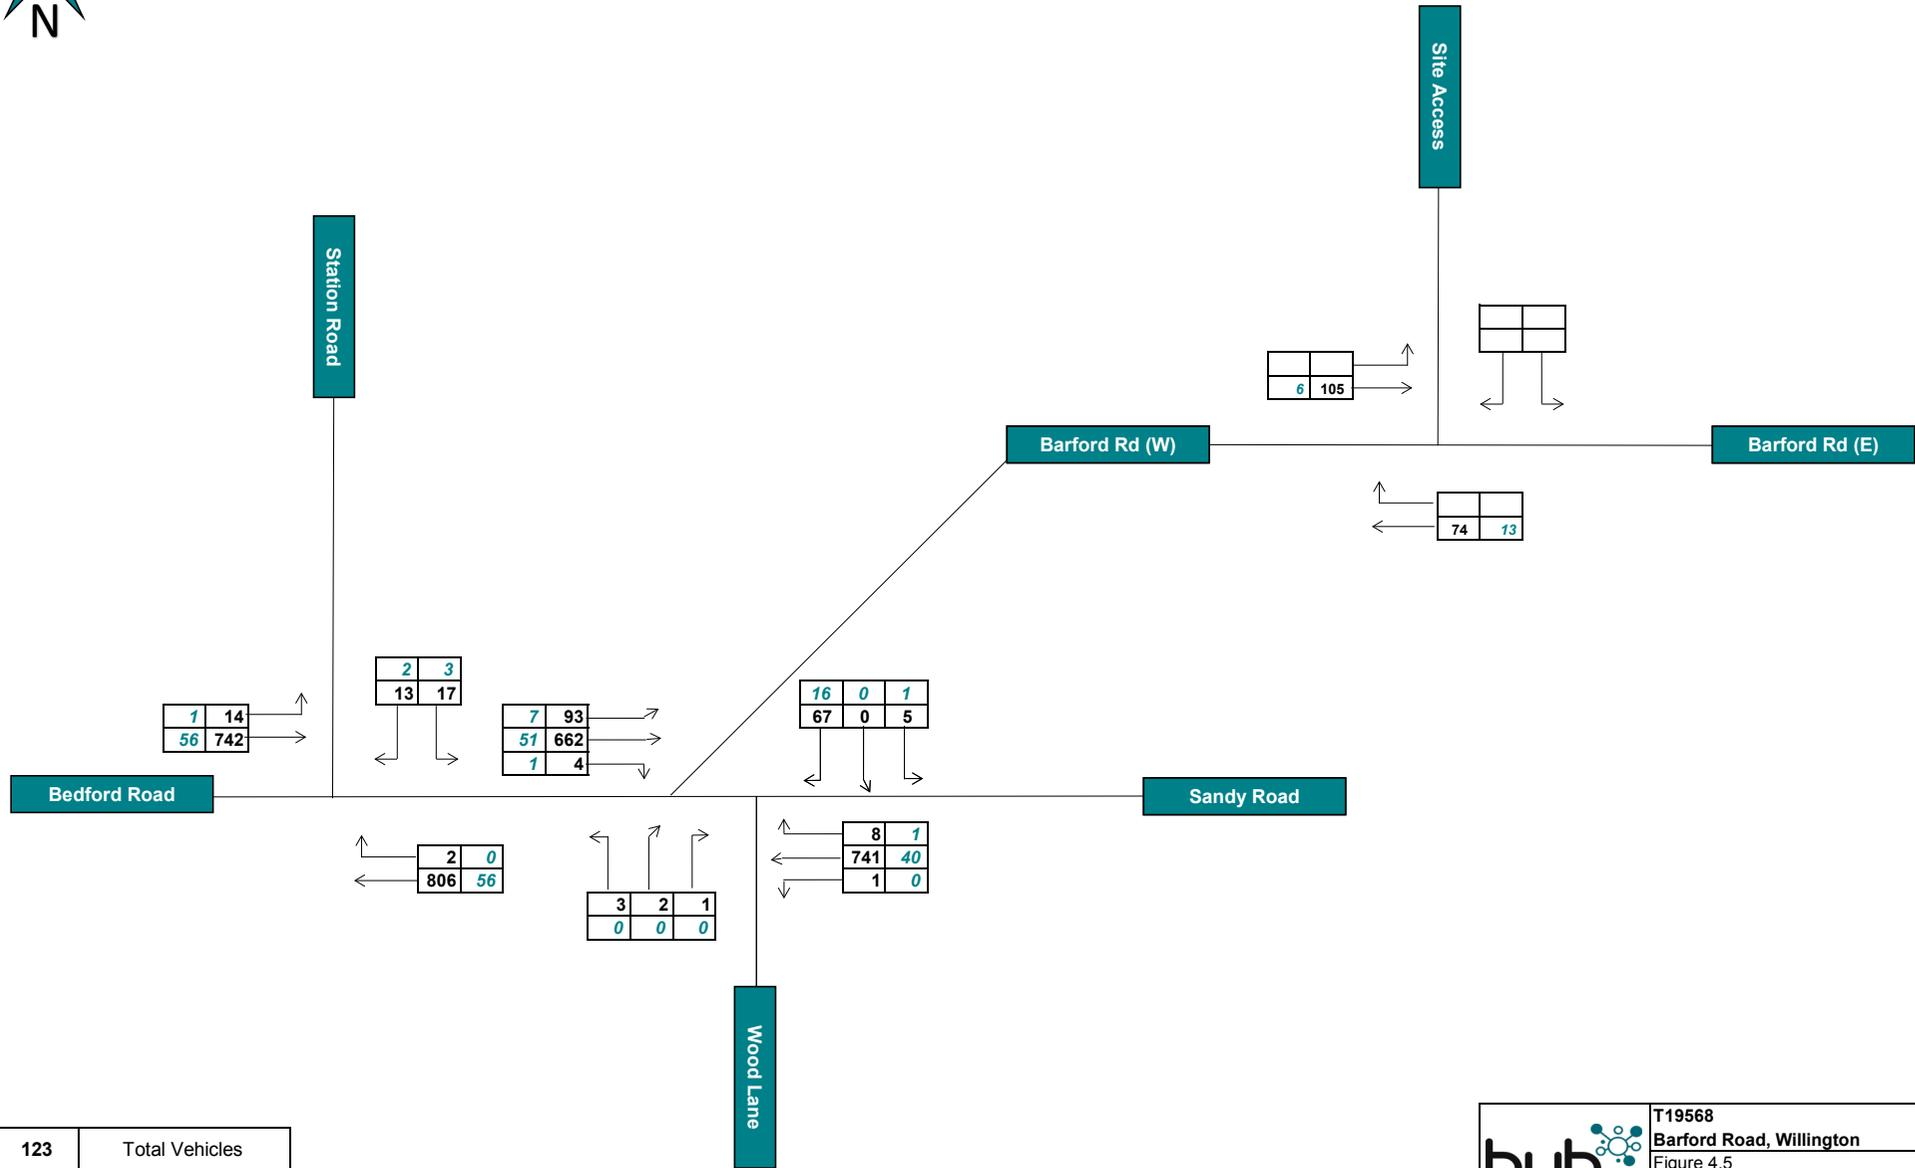 N
Site Access
Station Road
6 105
Barford Rd (W)
Barford Rd (E)
74 13
2 3
13 17
16 0 1
67 0 5
1 14
56 742
7 93
51 662
1 4
Bedford Road
Sandy Road
8 1
741 40
1 0
2 0
806 56
3 2 1
0 0 0
Wood Lane
123 Total Vehicles
hub
T19568
Barford Road, Willington
Figure 4.5